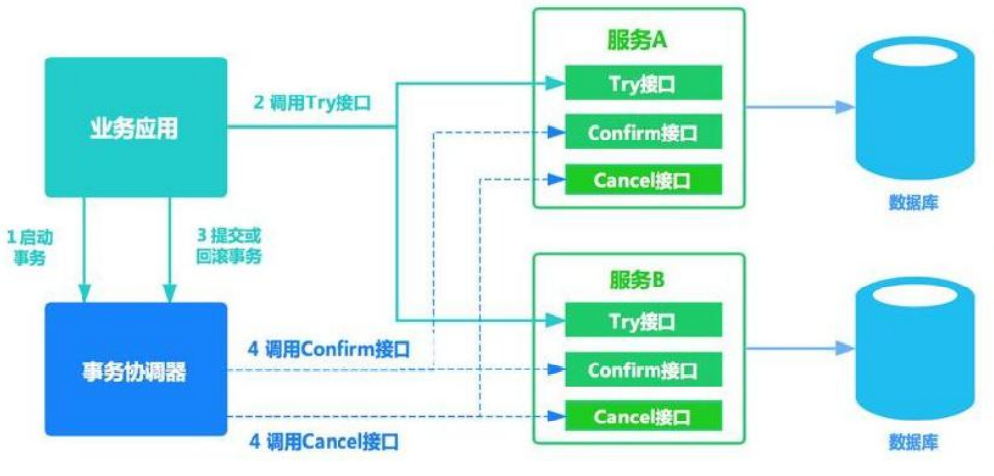 服务A
Try接口
2 调用Try接口
业务应用
Confirm接口
Cancel接口
数据库
1 启动
事务
3 提交或
回滚事务
服务B
Try接口
4 调用Confirm接口
事务协调器
Confirm接口
Cancel接口
4 调用Cancel接口
数据库